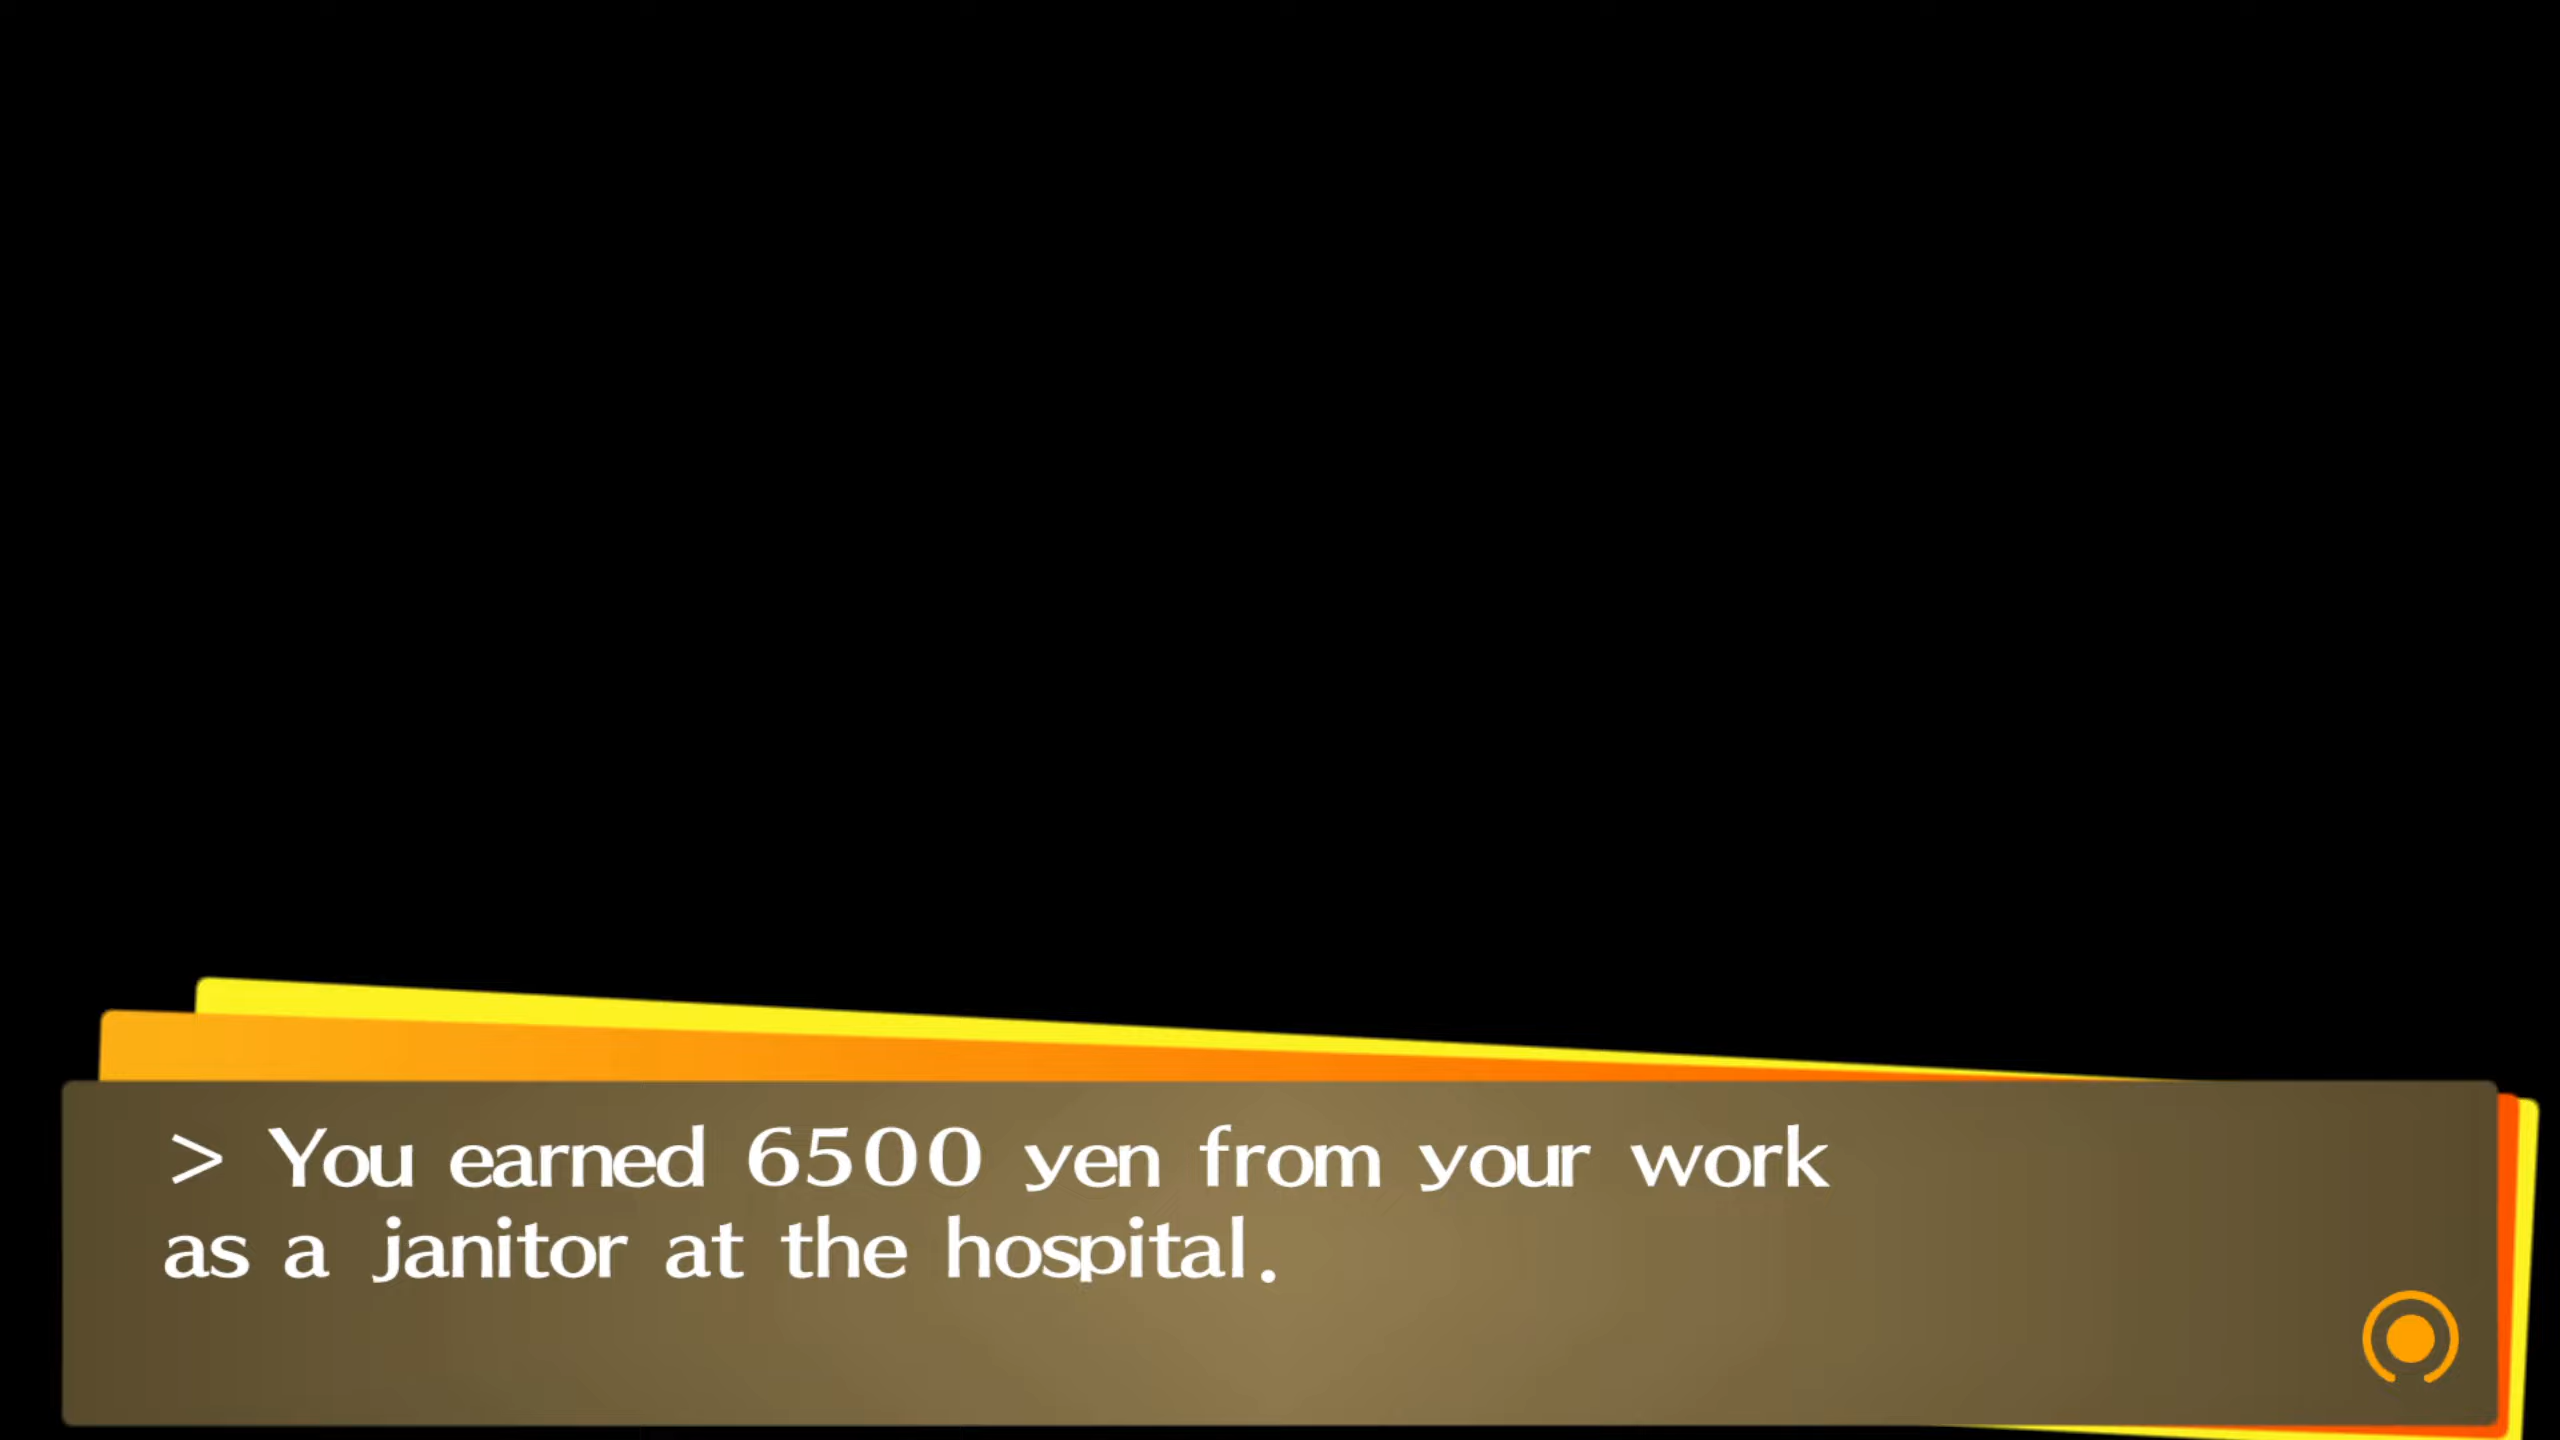 > You earned 6500 yen from your work
as a janitor at the hospital.